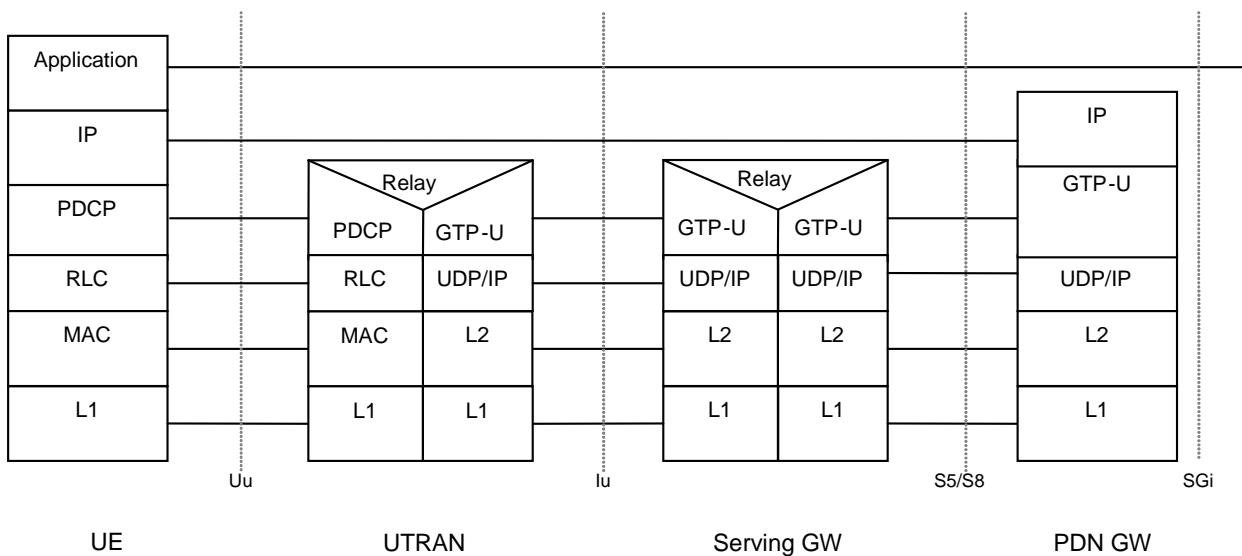 Application
IP
IP
Relay
Relay
GTP-U
PDCP
PDCP
GTP-U
GTP-U
GTP-U
RLC
RLC
UDP/IP
UDP/IP
UDP/IP
UDP/IP
MAC
MAC
L2
L2
L2
L2
L1
L1
L1
L1
L1
L1
Uu
Iu
S5/S8
SGi
UE
UTRAN
Serving GW
PDN GW